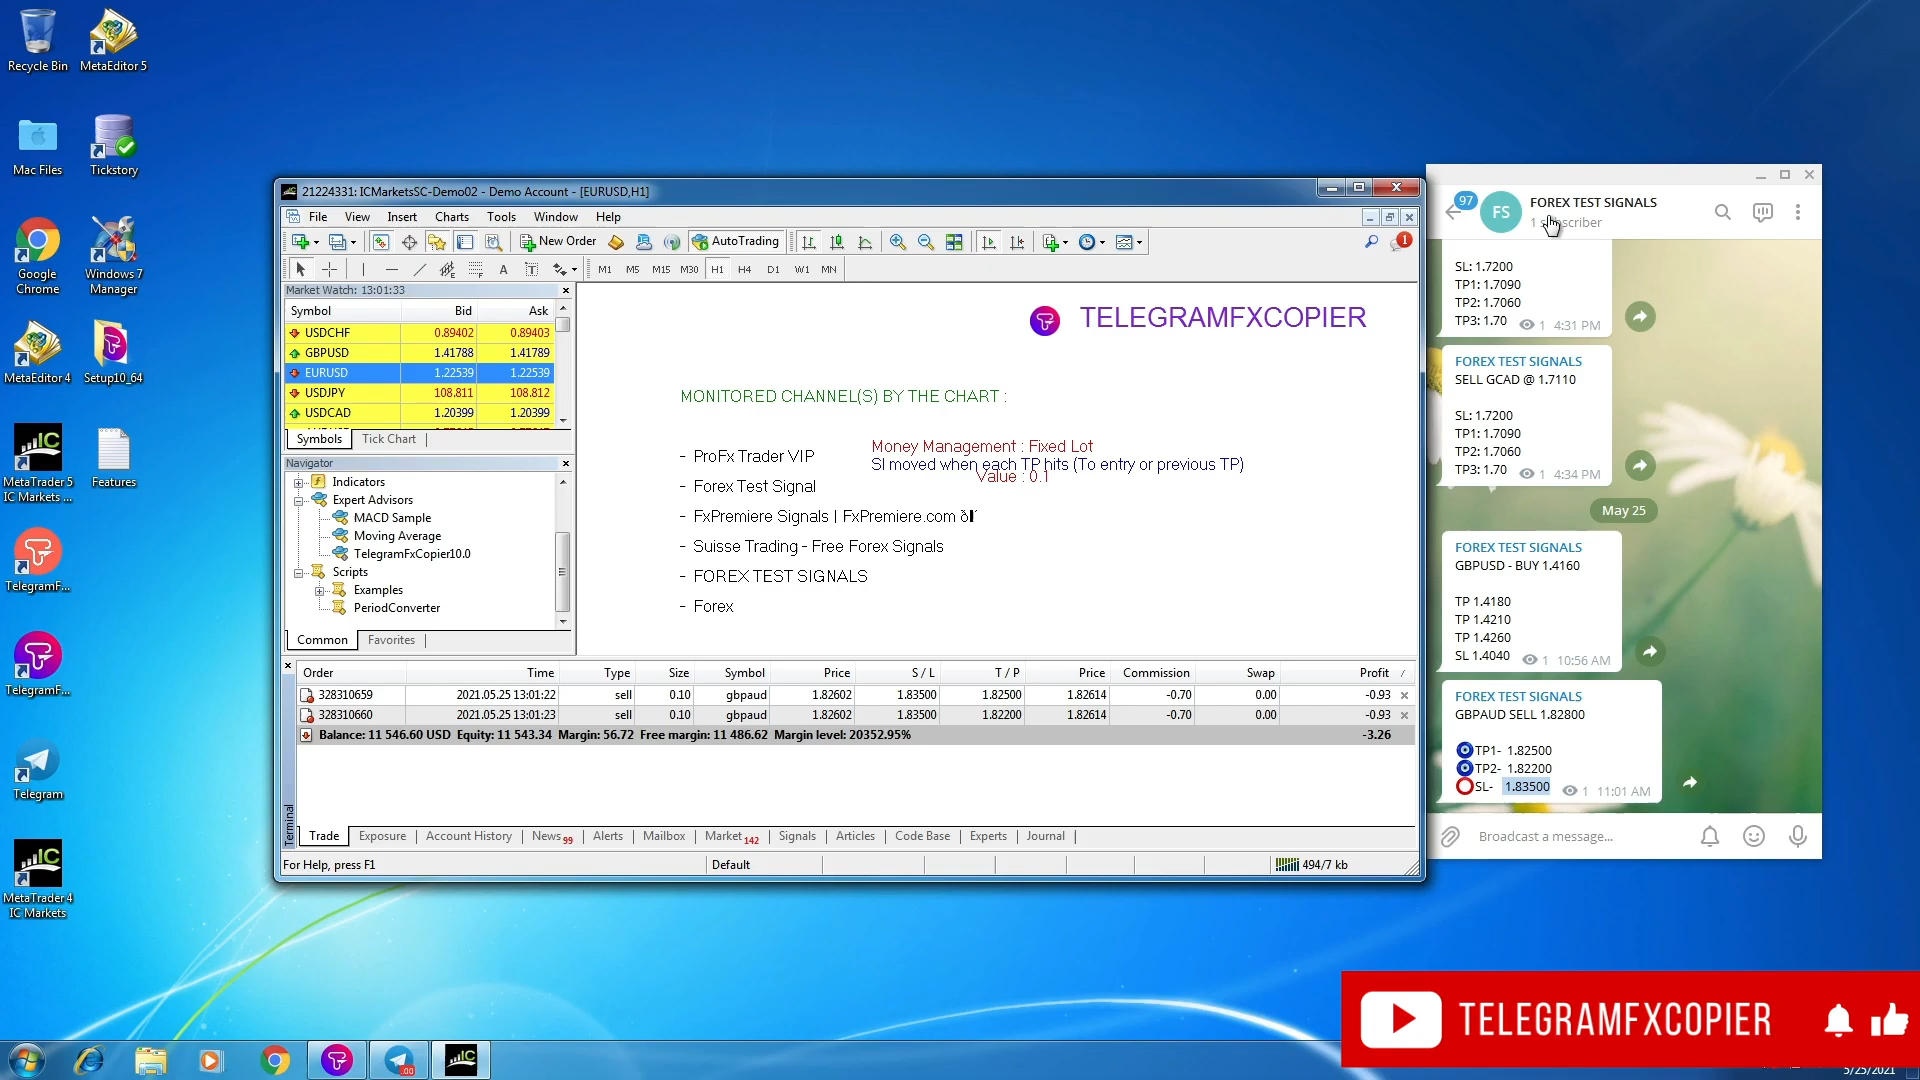 Recycle Bin
MetaEditor 5
Mac Files
Tickstory
Google Chrome
Windows 7 Manager
MetaEditor 4
Setup10_64
MetaTrader 5 IC Markets ...
Features
TelegramF...
TelegramF...
Telegram
MetaTrader 4 IC Markets
21224331: ICMarketsSC-Demo02 - Demo Account - [EURUSD,H1]
File View Insert Charts Tools Window Help
New Order AutoTrading 1
A T M1 M5 M15 M30 H1 H4 D1 W1 MN
Market Watch: 13:01:33
Symbol Bid Ask
USDCHF 0.89402 0.89403
GBPUSD 1.41788 1.41789
EURUSD 1.22539 1.22539
USDJPY 108.811 108.812
USDCAD 1.20399 1.20399
Symbols Tick Chart
Navigator
Indicators
Expert Advisors
MACD Sample
Moving Average
TelegramFxCopier10.0
Scripts
Examples
PeriodConverter
Common Favorites
TELEGRAMFXCOPIER
MONITORED CHANNEL(S) BY THE CHART :
Money Management : Fixed Lot
Sl moved when each TP hits (To entry or previous TP)
Value : 0.1
- ProFx Trader VIP
- Forex Test Signal
- FxPremiere Signals | FxPremiere.com
- Suisse Trading - Free Forex Signals
- FOREX TEST SIGNALS
- Forex
Order Time Type Size Symbol Price S / L T / P Price Commission Swap Profit
328310659 2021.05.25 13:01:22 sell 0.10 gbpaud 1.82602 1.83500 1.82500 1.82614 -0.70 0.00 -0.93
328310660 2021.05.25 13:01:23 sell 0.10 gbpaud 1.82602 1.83500 1.82200 1.82614 -0.70 0.00 -0.93
Balance: 11 546.60 USD Equity: 11 543.34 Margin: 56.72 Free margin: 11 486.62 Margin level: 20352.95% -3.26
Terminal
Trade Exposure Account History News 99 Alerts Mailbox Market 142 Signals Articles Code Base Experts Journal
For Help, press F1 Default 494/7 kb
97
FS
FOREX TEST SIGNALS
1 subscriber
SL: 1.7200
TP1: 1.7090
TP2: 1.7060
TP3: 1.70 1 4:31 PM
FOREX TEST SIGNALS
SELL GCAD @ 1.7110
SL: 1.7200
TP1: 1.7090
TP2: 1.7060
TP3: 1.70 1 4:34 PM
May 25
FOREX TEST SIGNALS
GBPUSD - BUY 1.4160
TP 1.4180
TP 1.4210
TP 1.4260
SL 1.4040 1 10:56 AM
FOREX TEST SIGNALS
GBPAUD SELL 1.82800
TP1- 1.82500
TP2- 1.82200
SL- 1.83500 1 11:01 AM
Broadcast a message...
TELEGRAMFXCOPIER
IC
5/25/2021